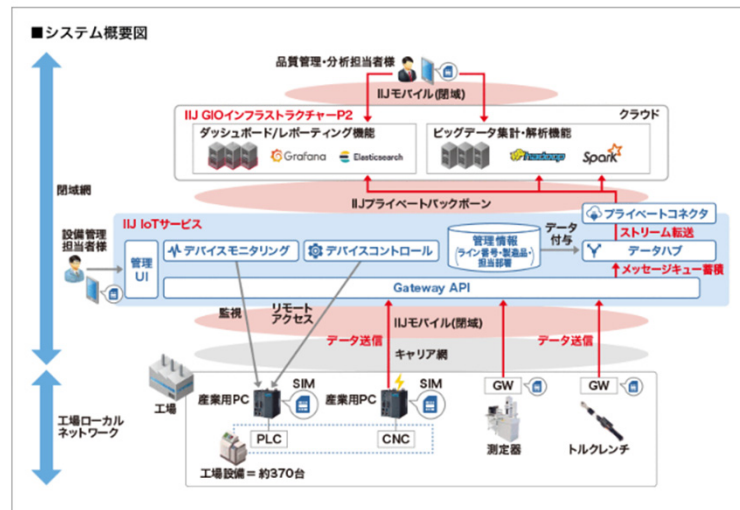 ■システム概要図
品質管理・分析担当者様
IIJモバイル(閉域)
IIJ GIOインフラストラクチャーP2
クラウド
ダッシュボード/レポーティング機能
ビッグデータ集計・解析機能
Grafana
Elasticsearch
hadoop
Spark
閉域網
IIJプライベートバックボーン
IIJ IoTサービス
プライベートコネクタ
設備管理
担当者様
ストリーム転送
管理
UI
デバイスモニタリング
デバイスコントロール
管理情報
(ライン番号・製造品・
担当部署)
データ
付与
データハブ
メッセージキュー蓄積
Gateway API
監視
リモート
アクセス
IIJモバイル(閉域)
データ送信
データ送信
キャリア網
工場ローカル
ネットワーク
工場
産業用PC
SIM
産業用PC
SIM
GW
GW
PLC
CNC
測定器
トルクレンチ
工場設備=約370台